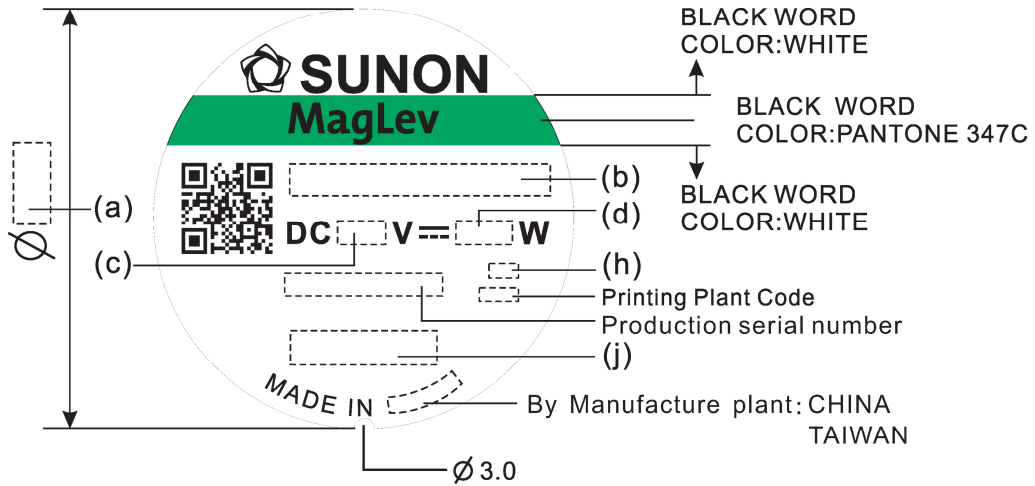 BLACK WORD
COLOR:WHITE
SUNON
MagLev
BLACK WORD
COLOR:PANTONE 347C
(b)
BLACK WORD
COLOR:WHITE
(a)
(d)
DC V W
Ø
(c)
(h)
Printing Plant Code
Production serial number
(j)
MADE IN
By Manufacture plant: CHINA
TAIWAN
Ø3.0